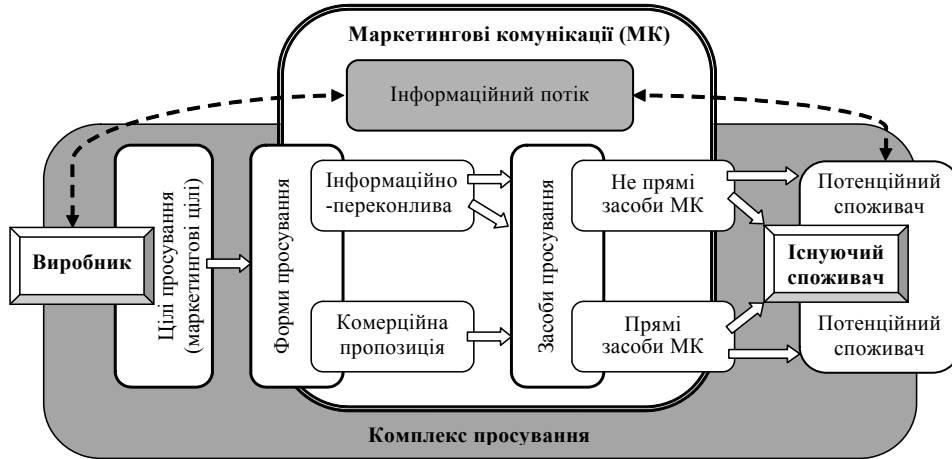 Маркетингові комунікації (МК)
Інформаційний потік
Виробник
Цілі просування
(маркетингові цілі)
Форми просування
Інформаційно
-переконлива
Комерційна
пропозиція
Засоби просування
Не прямі
засоби МК
Прямі
засоби МК
Потенційний
споживач
Існуючий
споживач
Потенційний
споживач
Комплекс просування